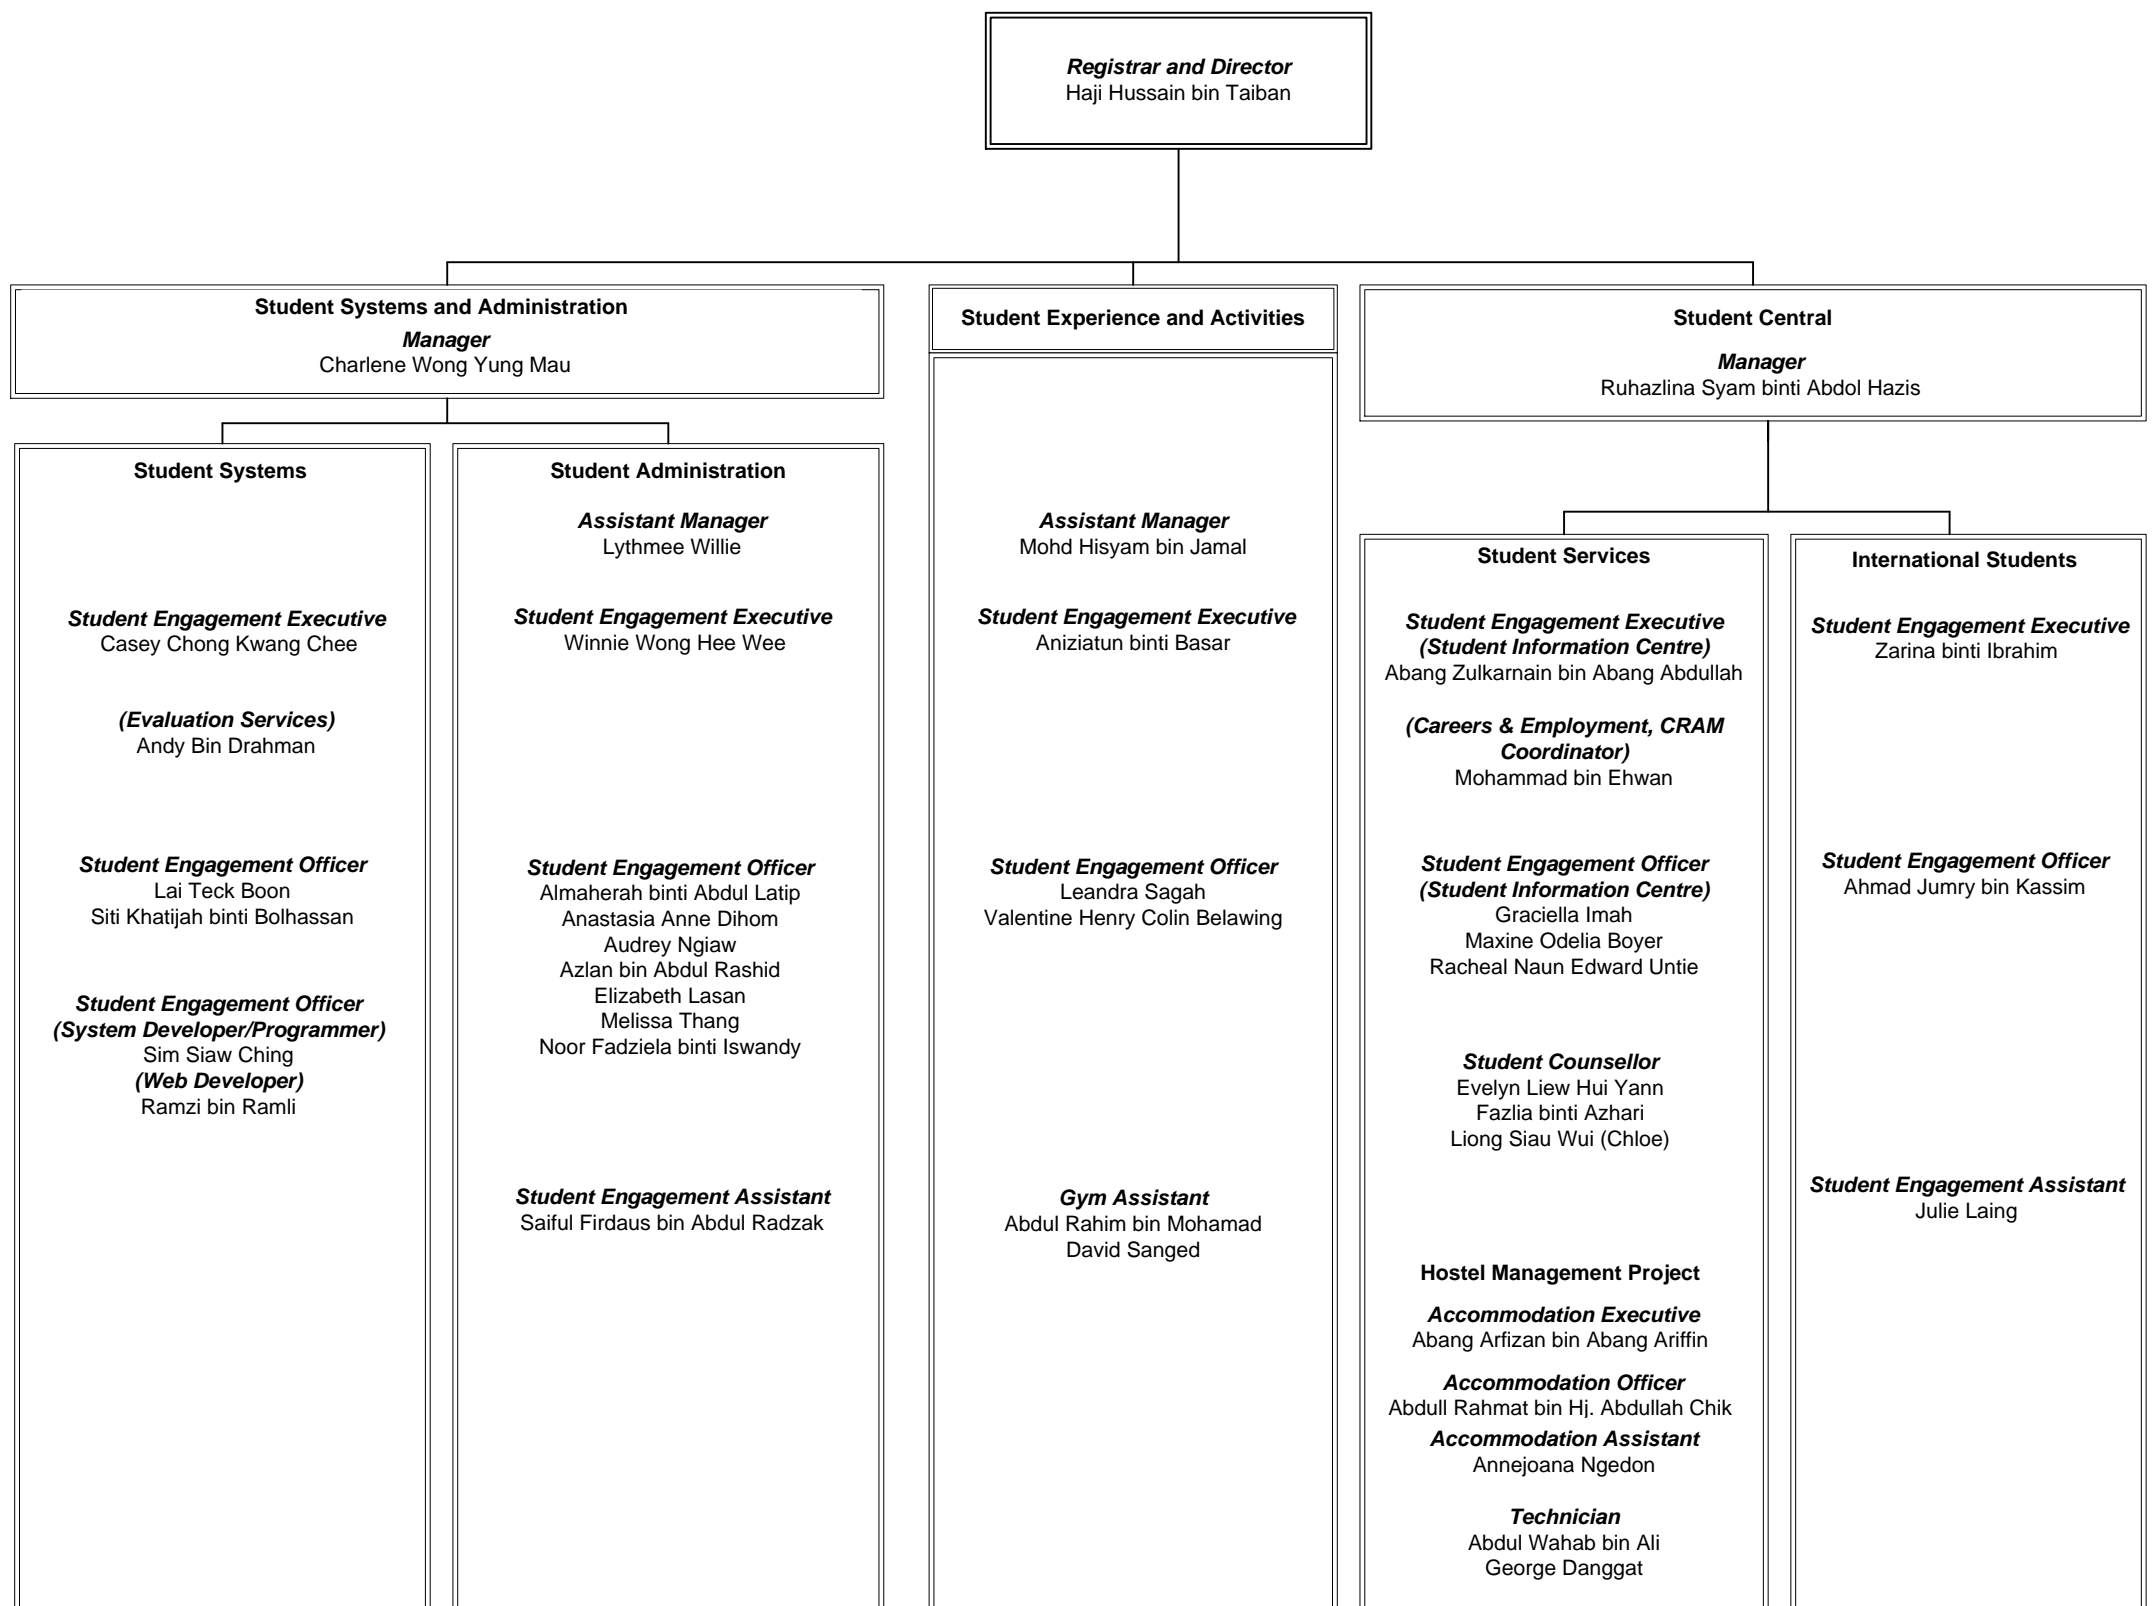 Registrar and Director
Haji Hussain bin Taiban
Student Systems and Administration
Manager
Charlene Wong Yung Mau
Student Systems
Student Engagement Executive
Casey Chong Kwang Chee
(Evaluation Services)
Andy Bin Drahman
Student Engagement Officer
Lai Teck Boon
Siti Khatijah binti Bolhassan
Student Engagement Officer
(System Developer/Programmer)
Sim Siaw Ching
(Web Developer)
Ramzi bin Ramli
Student Administration
Assistant Manager
Lythmee Willie
Student Engagement Executive
Winnie Wong Hee Wee
Student Engagement Officer
Almaherah binti Abdul Latip
Anastasia Anne Dihom
Audrey Ngiaw
Azlan bin Abdul Rashid
Elizabeth Lasan
Melissa Thang
Noor Fadziela binti Iswandy
Student Engagement Assistant
Saiful Firdaus bin Abdul Radzak
Student Experience and Activities
Assistant Manager
Mohd Hisyam bin Jamal
Student Engagement Executive
Aniziatun binti Basar
Student Engagement Officer
Leandra Sagah
Valentine Henry Colin Belawing
Gym Assistant
Abdul Rahim bin Mohamad
David Sanged
Student Central
Manager
Ruhazlina Syam binti Abdol Hazis
Student Services
Student Engagement Executive
(Student Information Centre)
Abang Zulkarnain bin Abang Abdullah
(Careers & Employment, CRAM
Coordinator)
Mohammad bin Ehwan
Student Engagement Officer
(Student Information Centre)
Graciella Imah
Maxine Odelia Boyer
Racheal Naun Edward Untie
Student Counsellor
Evelyn Liew Hui Yann
Fazlia binti Azhari
Liong Siau Wui (Chloe)
Hostel Management Project
Accommodation Executive
Abang Arfizan bin Abang Ariffin
Accommodation Officer
Abdull Rahmat bin Hj. Abdullah Chik
Accommodation Assistant
Annejoana Ngedon
Technician
Abdul Wahab bin Ali
George Danggat
International Students
Student Engagement Executive
Zarina binti Ibrahim
Student Engagement Officer
Ahmad Jumry bin Kassim
Student Engagement Assistant
Julie Laing